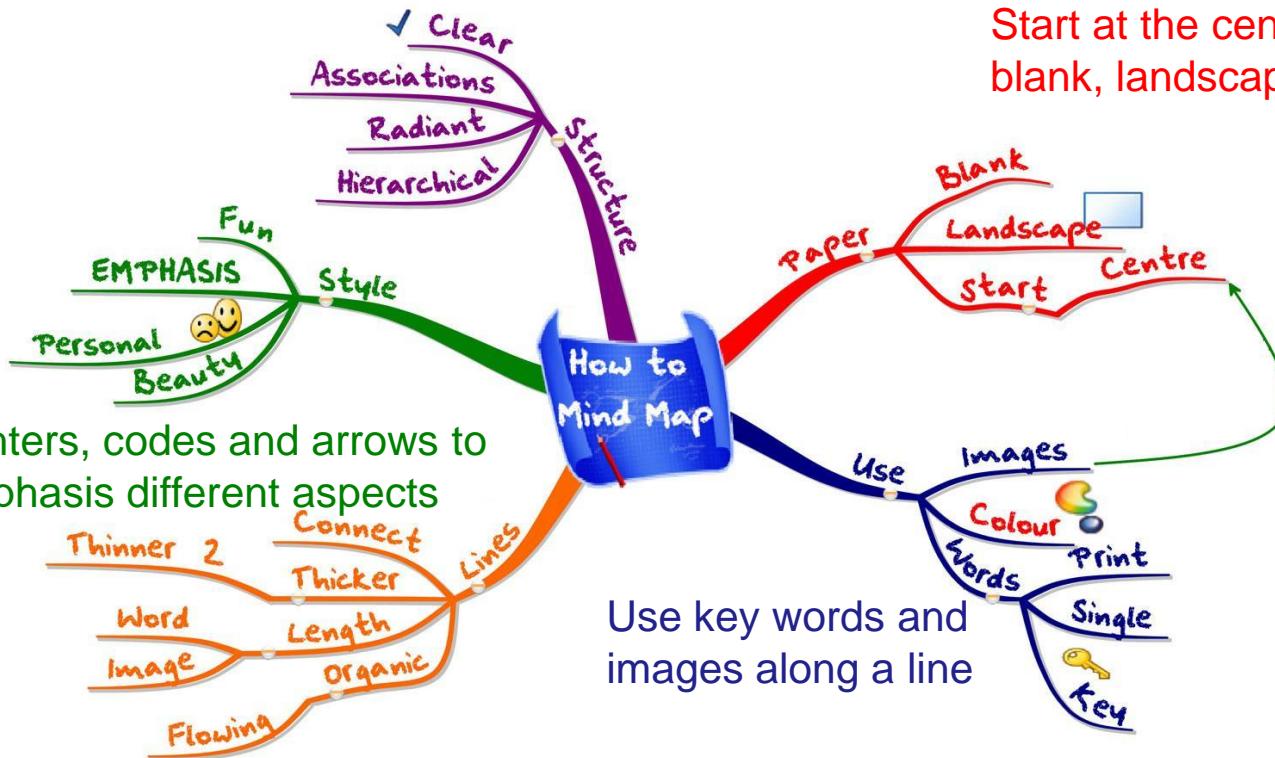 Start at the cen
blank, landscap
How to
Mind Map
Structure
Clear
Associations
Radiant
Hierarchical
Paper
Blank
Landscape
Start
Centre
Use
Images
Colour
Words
Print
Single
Key
Use key words and
images along a line
Lines
Connect
Thicker
Thinner 2
Length
Word
Image
Organic
Flowing
Style
Fun
EMPHASIS
Personal
Beauty
nters, codes and arrows to
phasis different aspects